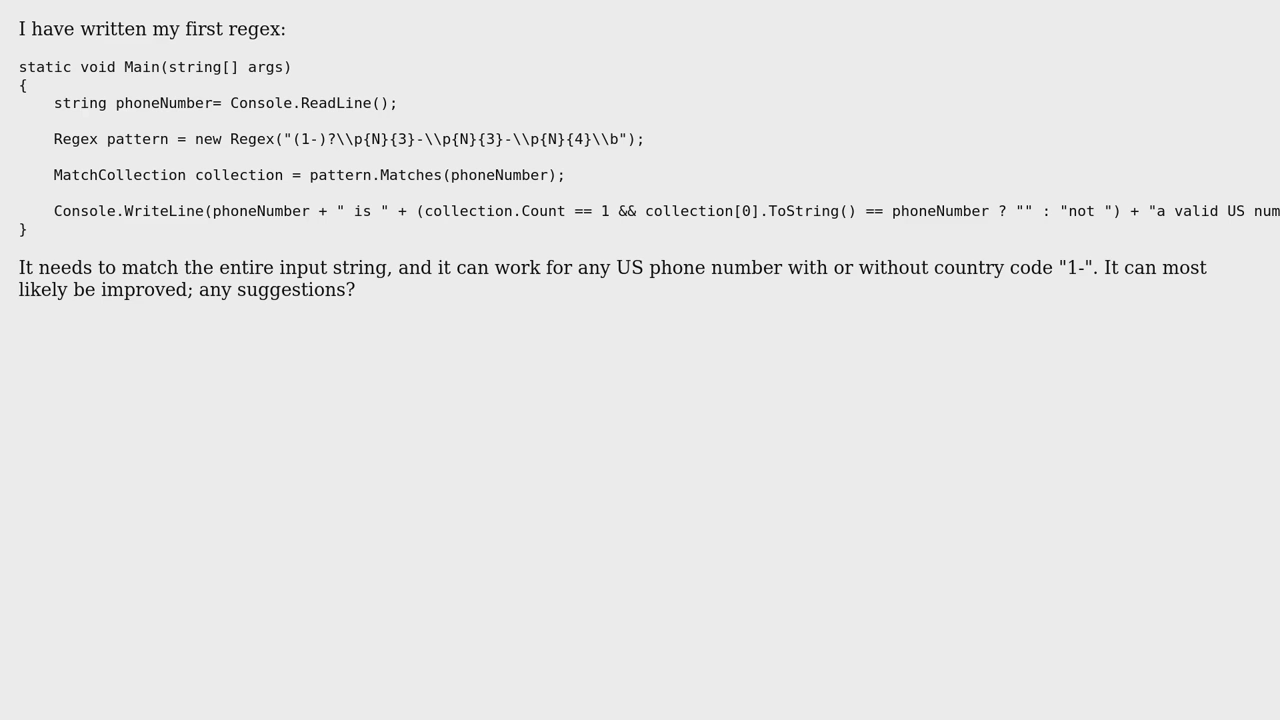 I have written my first regex:
static void Main(string[] args)
{
    string phoneNumber= Console.ReadLine();
    Regex pattern = new Regex("(1-)?\\p{N}{3}-\\p{N}{3}-\\p{N}{4}\\b");
    MatchCollection collection = pattern.Matches(phoneNumber);
    Console.WriteLine(phoneNumber + " is " + (collection.Count == 1 && collection[0].ToString() == phoneNumber ? "" : "not ") + "a valid US num
}
It needs to match the entire input string, and it can work for any US phone number with or without country code "1-". It can most
likely be improved; any suggestions?